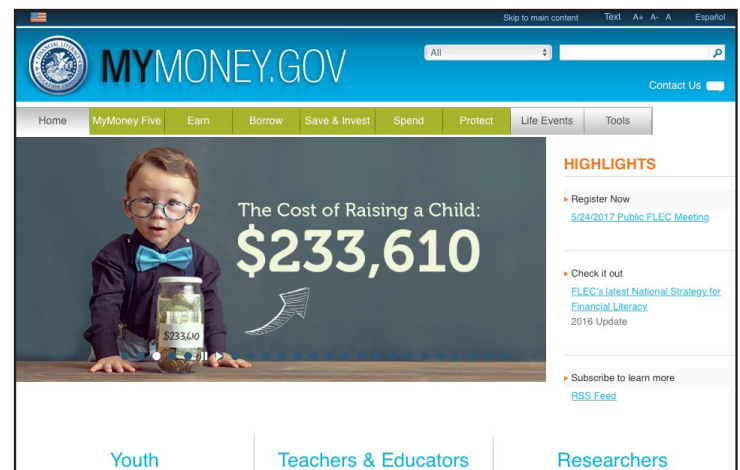 Skip to main content Text A+ A- A Español
MYMONEY.GOV
All
Contact Us
Home MyMoney Five Earn Borrow Save & Invest Spend Protect Life Events Tools
The Cost of Raising a Child:
$233,610
$233,610
HIGHLIGHTS
Register Now
5/24/2017 Public FLEC Meeting
Check it out
FLEC's latest National Strategy for
Financial Literacy
2016 Update
Subscribe to learn more
RSS Feed
Youth Teachers & Educators Researchers